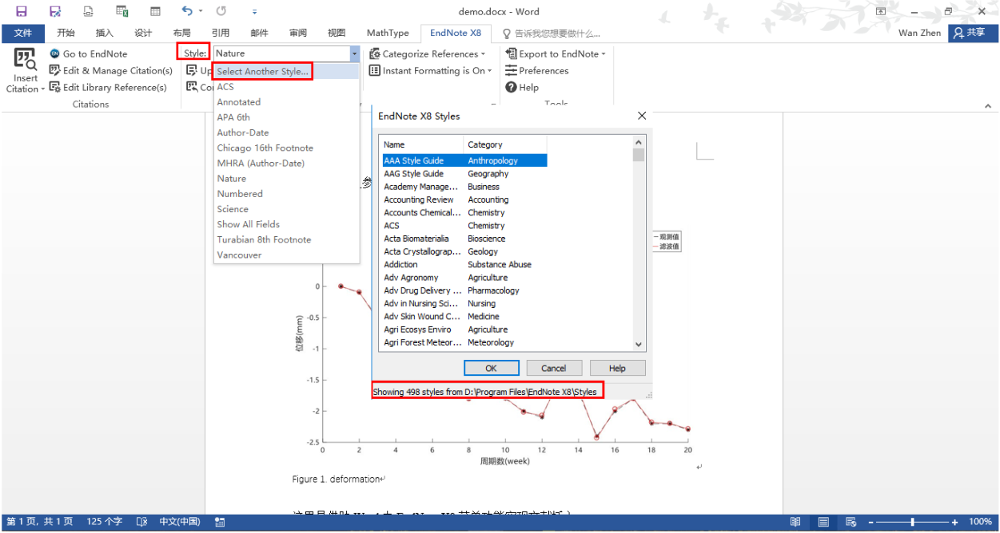 demo.docx - Word
文件 开始 插入 设计 布局 引用 邮件 审阅 视图 MathType EndNote X8 告诉我您想要做什么... Wan Zhen 共享
Insert
Citation
Go to EndNote
Edit & Manage Citation(s)
Edit Library Reference(s)
Citations
Style: Nature
Up
Co
Select Another Style...
ACS
Annotated
APA 6th
Author-Date
Chicago 16th Footnote
MHRA (Author-Date)
Nature
Numbered
Science
Show All Fields
Turabian 8th Footnote
Vancouver
Categorize References
Instant Formatting is On
Export to EndNote
Preferences
Help
Tools
EndNote X8 Styles
Name Category
AAA Style Guide Anthropology
AAG Style Guide Geography
Academy Manage... Business
Accounting Review Accounting
Accounts Chemical... Chemistry
ACS Chemistry
Acta Biomaterialia Bioscience
Acta Crystallograp... Geology
Addiction Substance Abuse
Adv Agronomy Agriculture
Adv Drug Delivery ... Pharmacology
Adv in Nursing Sci... Nursing
Adv Skin Wound C... Medicine
Agri Ecosys Enviro Agriculture
Agri Forest Meteor... Meteorology
OK Cancel Help
Showing 498 styles from D:\Program Files\EndNote X8\Styles
参
观测值
滤波值
0
-0.5
-1
-1.5
-2
-2.5
位移(mm)
0 2 4 6 8 10 12 14 16 18 20
周期数(week)
Figure 1. deformation
第 1 页，共 1 页 125 个字 中文(中国) 100%